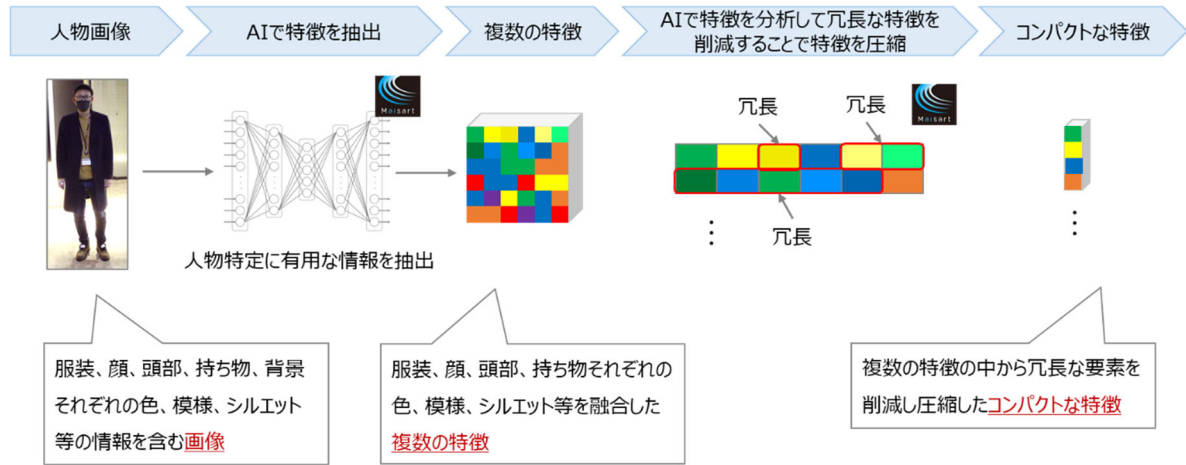 人物画像
AIで特徴を抽出
複数の特徴
AIで特徴を分析して冗長な特徴を
削減することで特徴を圧縮
コンパクトな特徴
Maisart
人物特定に有用な情報を抽出
冗長
冗長
Maisart
冗長
服装、顔、頭部、持ち物、背景
それぞれの色、模様、シルエット
等の情報を含む画像
服装、顔、頭部、持ち物それぞれの
色、模様、シルエット等を融合した
複数の特徴
複数の特徴の中から冗長な要素を
削減し圧縮したコンパクトな特徴